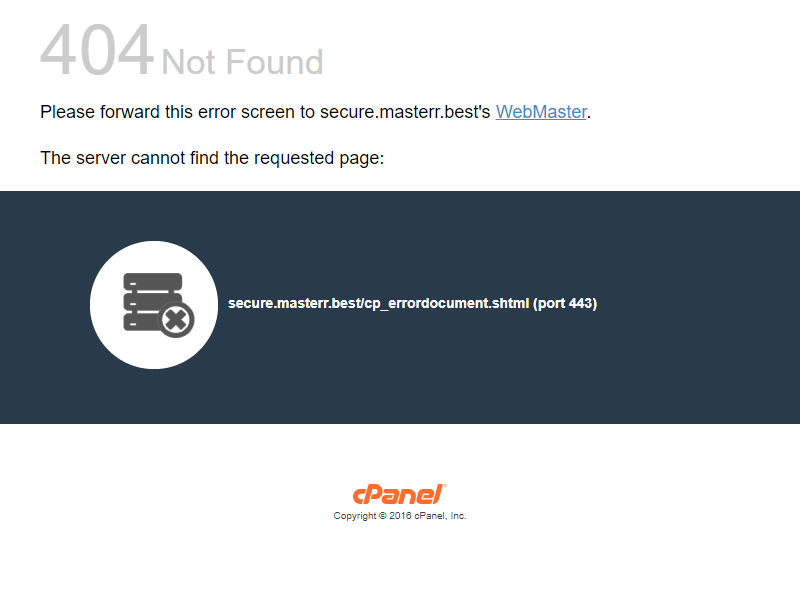 404 Not Found
Please forward this error screen to secure.masterr.best's WebMaster.
The server cannot find the requested page:
secure.masterr.best/cp_errordocument.shtml (port 443)
cPanel®
Copyright © 2016 cPanel, Inc.